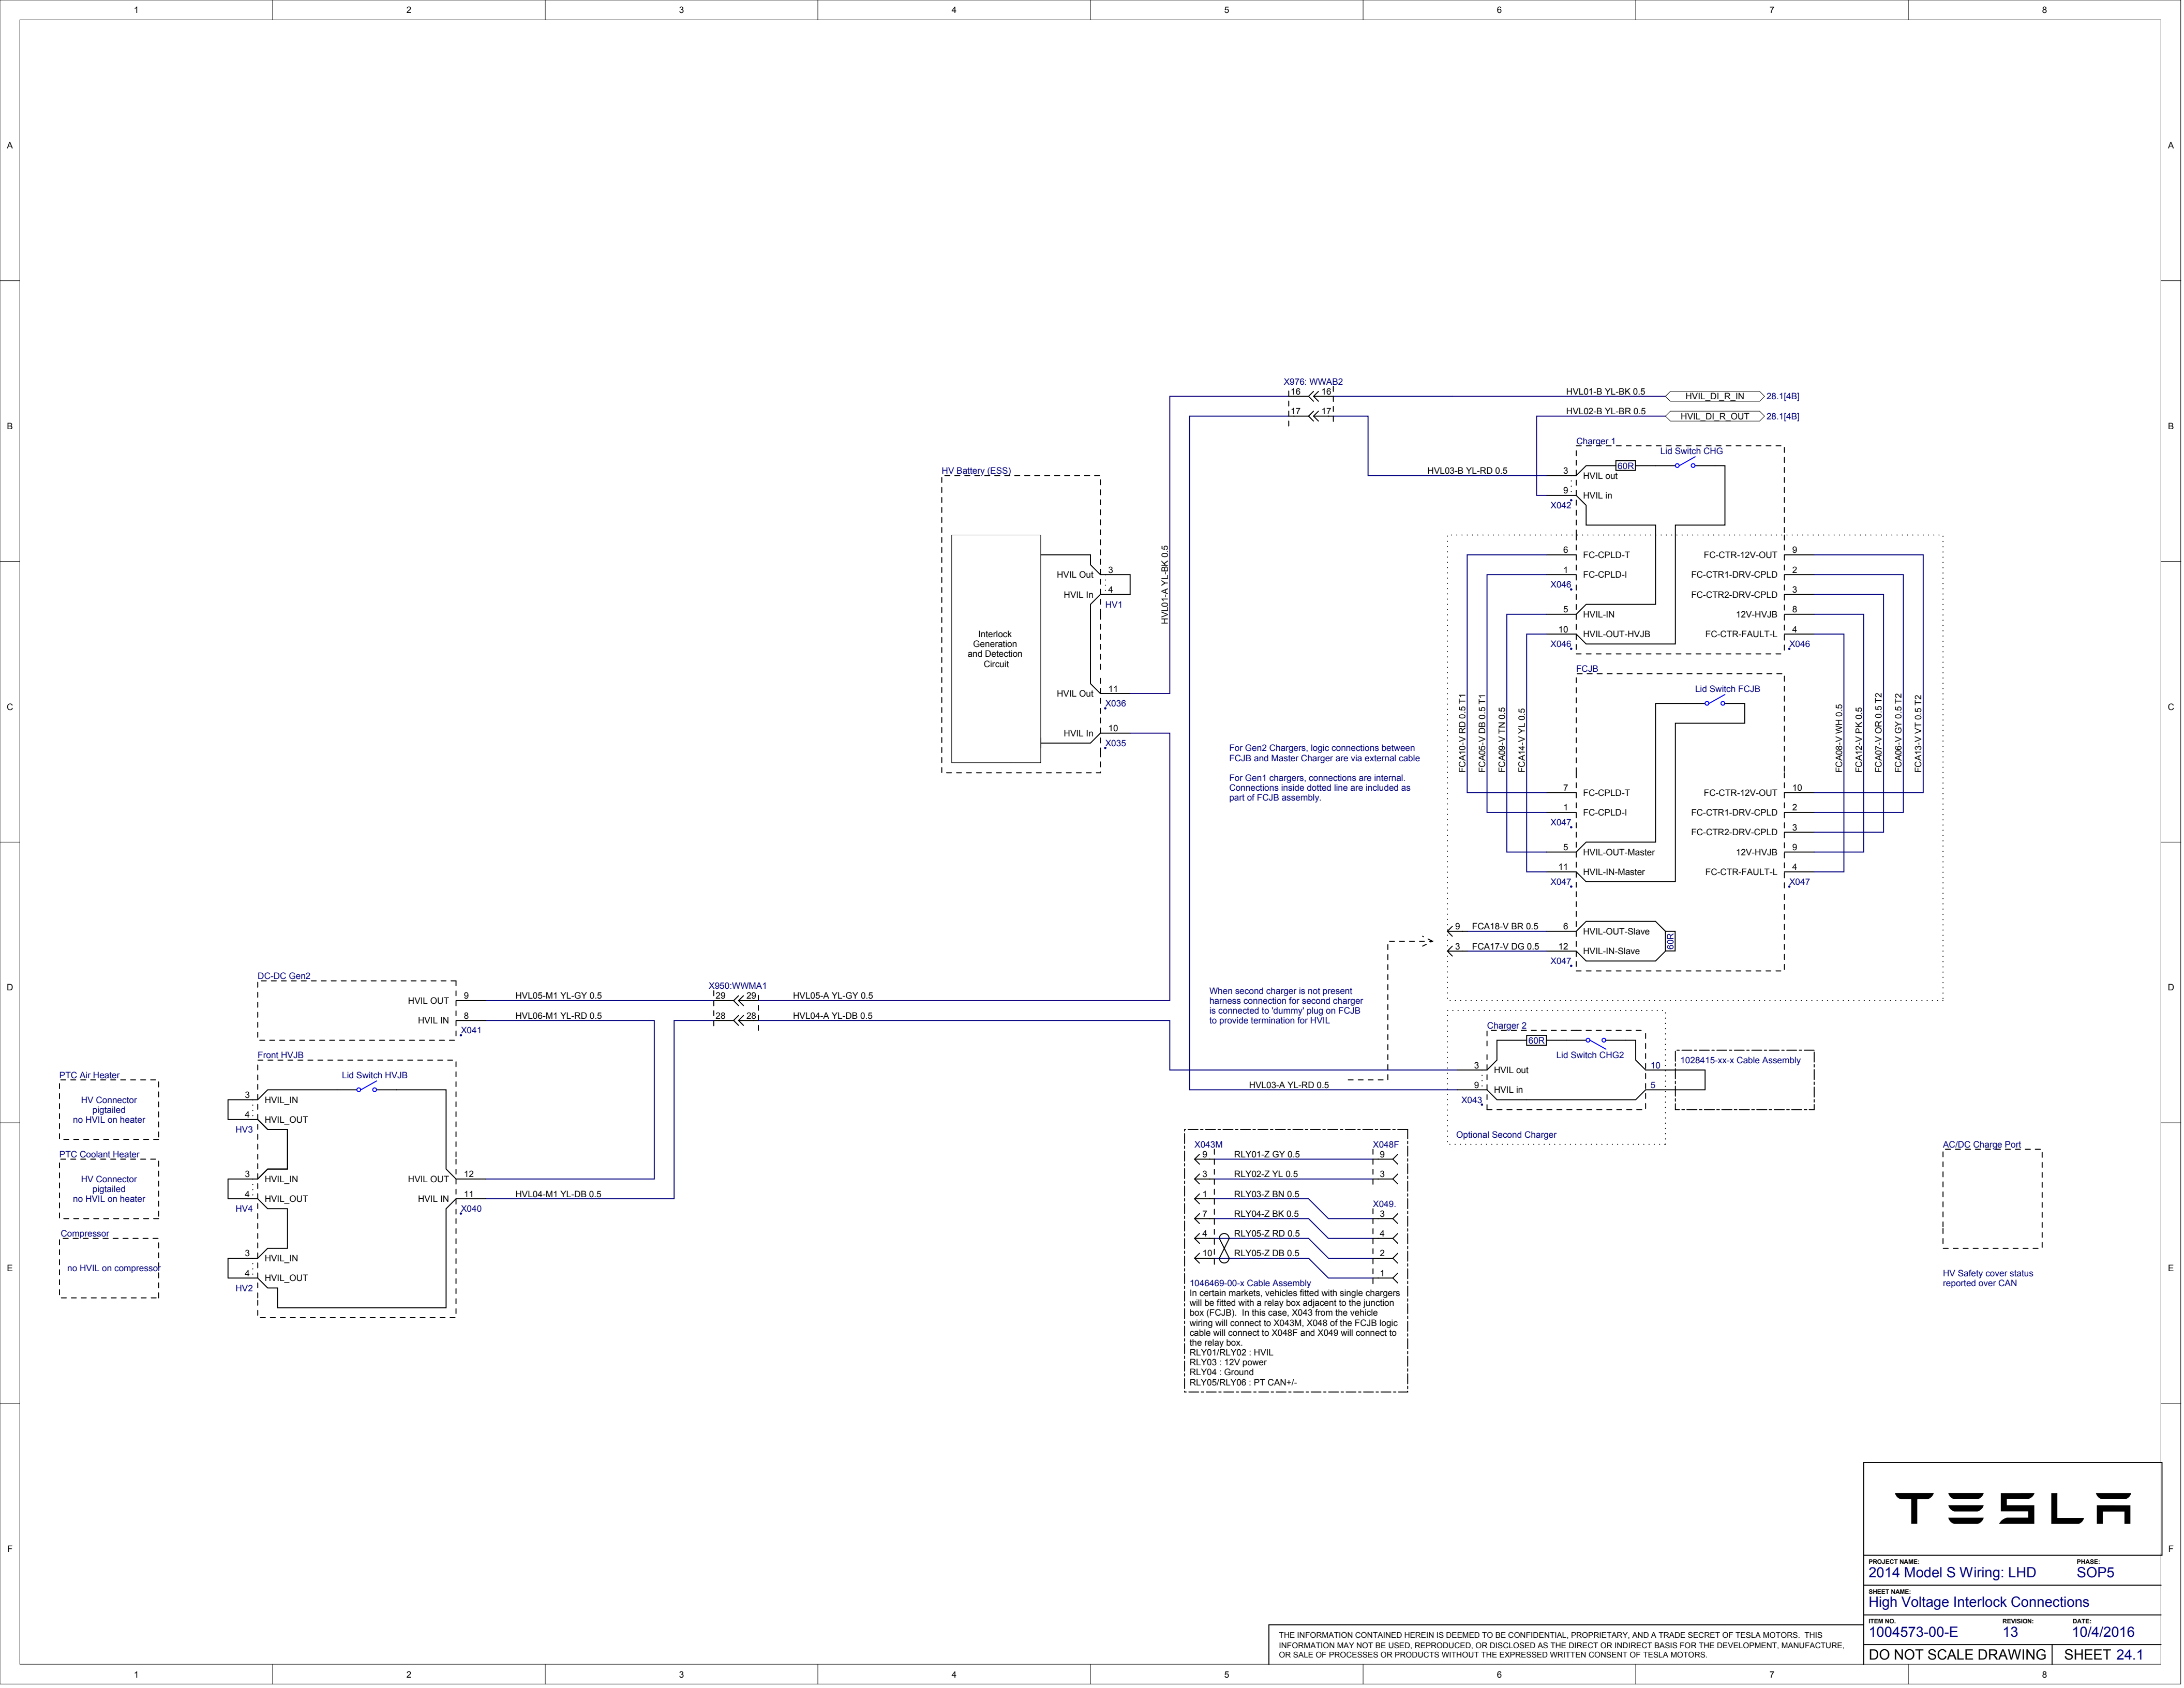 1 2 3 4 5 6 7 8
A A
B B
C C
D D
E E
F F
X976: WWAB2
16 16
17 17
HVL01-B YL-BK 0.5
HVIL_DI_R_IN
28.1[4B]
HVL02-B YL-BR 0.5
HVIL_DI_R_OUT
28.1[4B]
HVL03-B YL-RD 0.5
HVL01-A YL-BK 0.5
HV Battery (ESS)
Interlock
Generation
and Detection
Circuit
HVIL Out 3
HVIL In 4
HV1
HVIL Out 11
X036
HVIL In 10
X035
Charger 1
Lid Switch CHG
60R
3 HVIL out
9 HVIL in
X042
6 FC-CPLD-T
1 FC-CPLD-I
X046
5 HVIL-IN
10 HVIL-OUT-HVJB
X046
FC-CTR-12V-OUT 9
FC-CTR1-DRV-CPLD 2
FC-CTR2-DRV-CPLD 3
12V-HVJB 8
FC-CTR-FAULT-L 4
X046
FCA10-V RD 0.5 T1
FCA05-V DB 0.5 T1
FCA09-V TN 0.5
FCA14-V YL 0.5
FCA08-V WH 0.5
FCA12-V PK 0.5
FCA07-V OR 0.5 T2
FCA06-V GY 0.5 T2
FCA13-V VT 0.5 T2
FCJB
Lid Switch FCJB
7 FC-CPLD-T
1 FC-CPLD-I
X047
5 HVIL-OUT-Master
11 HVIL-IN-Master
X047
FC-CTR-12V-OUT 10
FC-CTR1-DRV-CPLD 2
FC-CTR2-DRV-CPLD 3
12V-HVJB 9
FC-CTR-FAULT-L 4
X047
9 FCA18-V BR 0.5 6 HVIL-OUT-Slave
3 FCA17-V DG 0.5 12 HVIL-IN-Slave
X047
60R
For Gen2 Chargers, logic connections between
FCJB and Master Charger are via external cable
For Gen1 chargers, connections are internal.
Connections inside dotted line are included as
part of FCJB assembly.
When second charger is not present
harness connection for second charger
is connected to 'dummy' plug on FCJB
to provide termination for HVIL
Charger 2
60R
Lid Switch CHG2
3 HVIL out
9 HVIL in
X043
10
5
HVL03-A YL-RD 0.5
1028415-xx-x Cable Assembly
Optional Second Charger
DC-DC Gen2
HVIL OUT 9
HVIL IN 8
X041
HVL05-M1 YL-GY 0.5
HVL06-M1 YL-RD 0.5
X950:WWMA1
29 29
28 28
HVL05-A YL-GY 0.5
HVL04-A YL-DB 0.5
Front HVJB
Lid Switch HVJB
3 HVIL_IN
4 HVIL_OUT
HV3
3 HVIL_IN
4 HVIL_OUT
HV4
3 HVIL_IN
4 HVIL_OUT
HV2
HVIL OUT 12
HVIL IN 11
X040
HVL04-M1 YL-DB 0.5
PTC Air Heater
HV Connector
pigtailed
no HVIL on heater
PTC Coolant Heater
HV Connector
pigtailed
no HVIL on heater
Compressor
no HVIL on compressor
X043M X048F
9 RLY01-Z GY 0.5 9
3 RLY02-Z YL 0.5 3
1 RLY03-Z BN 0.5
X049.
7 RLY04-Z BK 0.5 3
4 RLY05-Z RD 0.5 4
10 RLY05-Z DB 0.5 2
1
1046469-00-x Cable Assembly
In certain markets, vehicles fitted with single chargers
will be fitted with a relay box adjacent to the junction
box (FCJB). In this case, X043 from the vehicle
wiring will connect to X043M, X048 of the FCJB logic
cable will connect to X048F and X049 will connect to
the relay box.
RLY01/RLY02 : HVIL
RLY03 : 12V power
RLY04 : Ground
RLY05/RLY06 : PT CAN+/-
AC/DC Charge Port
HV Safety cover status
reported over CAN
TESLA
PROJECT NAME: PHASE:
2014 Model S Wiring: LHD SOP5
SHEET NAME:
High Voltage Interlock Connections
ITEM NO. REVISION: DATE:
1004573-00-E 13 10/4/2016
DO NOT SCALE DRAWING SHEET 24.1
THE INFORMATION CONTAINED HEREIN IS DEEMED TO BE CONFIDENTIAL, PROPRIETARY, AND A TRADE SECRET OF TESLA MOTORS. THIS
INFORMATION MAY NOT BE USED, REPRODUCED, OR DISCLOSED AS THE DIRECT OR INDIRECT BASIS FOR THE DEVELOPMENT, MANUFACTURE,
OR SALE OF PROCESSES OR PRODUCTS WITHOUT THE EXPRESSED WRITTEN CONSENT OF TESLA MOTORS.
1 2 3 4 5 6 7 8